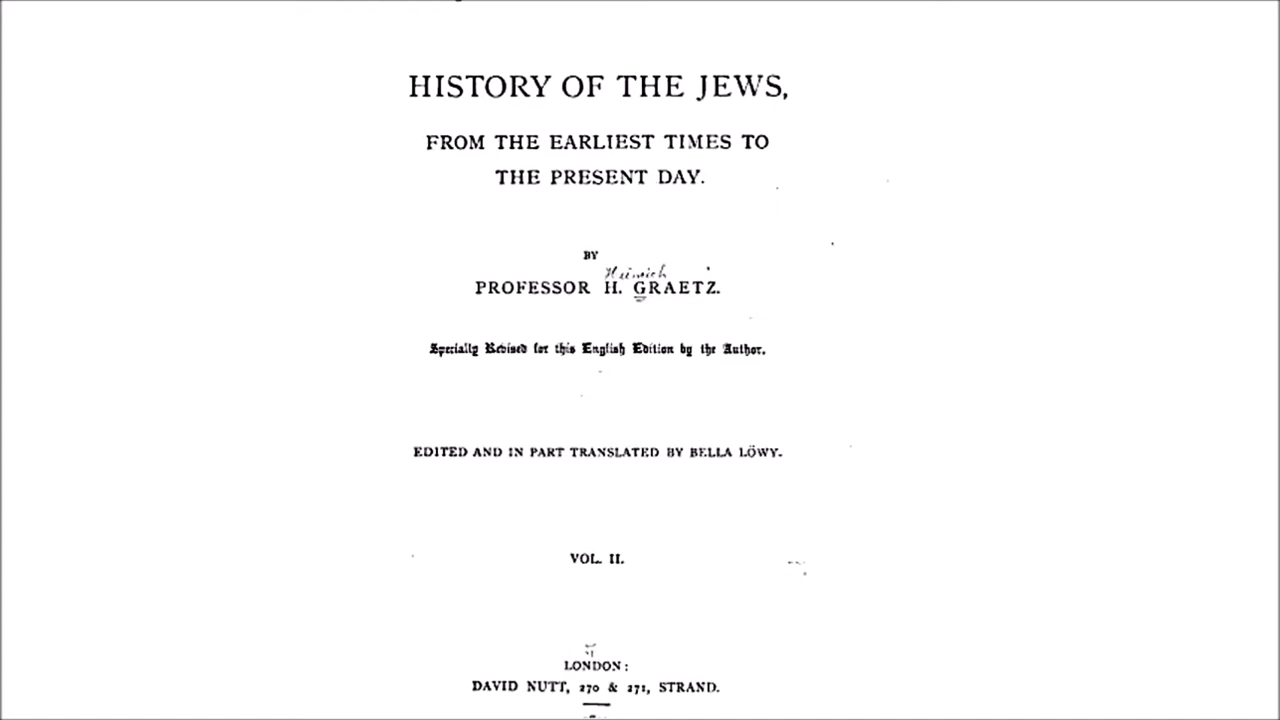 HISTORY OF THE JEWS,
FROM THE EARLIEST TIMES TO
THE PRESENT DAY.
BY
Heinrich
PROFESSOR H. GRAETZ.
Specially Revised for this English Edition by the Author.
EDITED AND IN PART TRANSLATED BY BELLA LÖWY.
VOL. II.
LONDON:
DAVID NUTT, 270 & 271, STRAND.